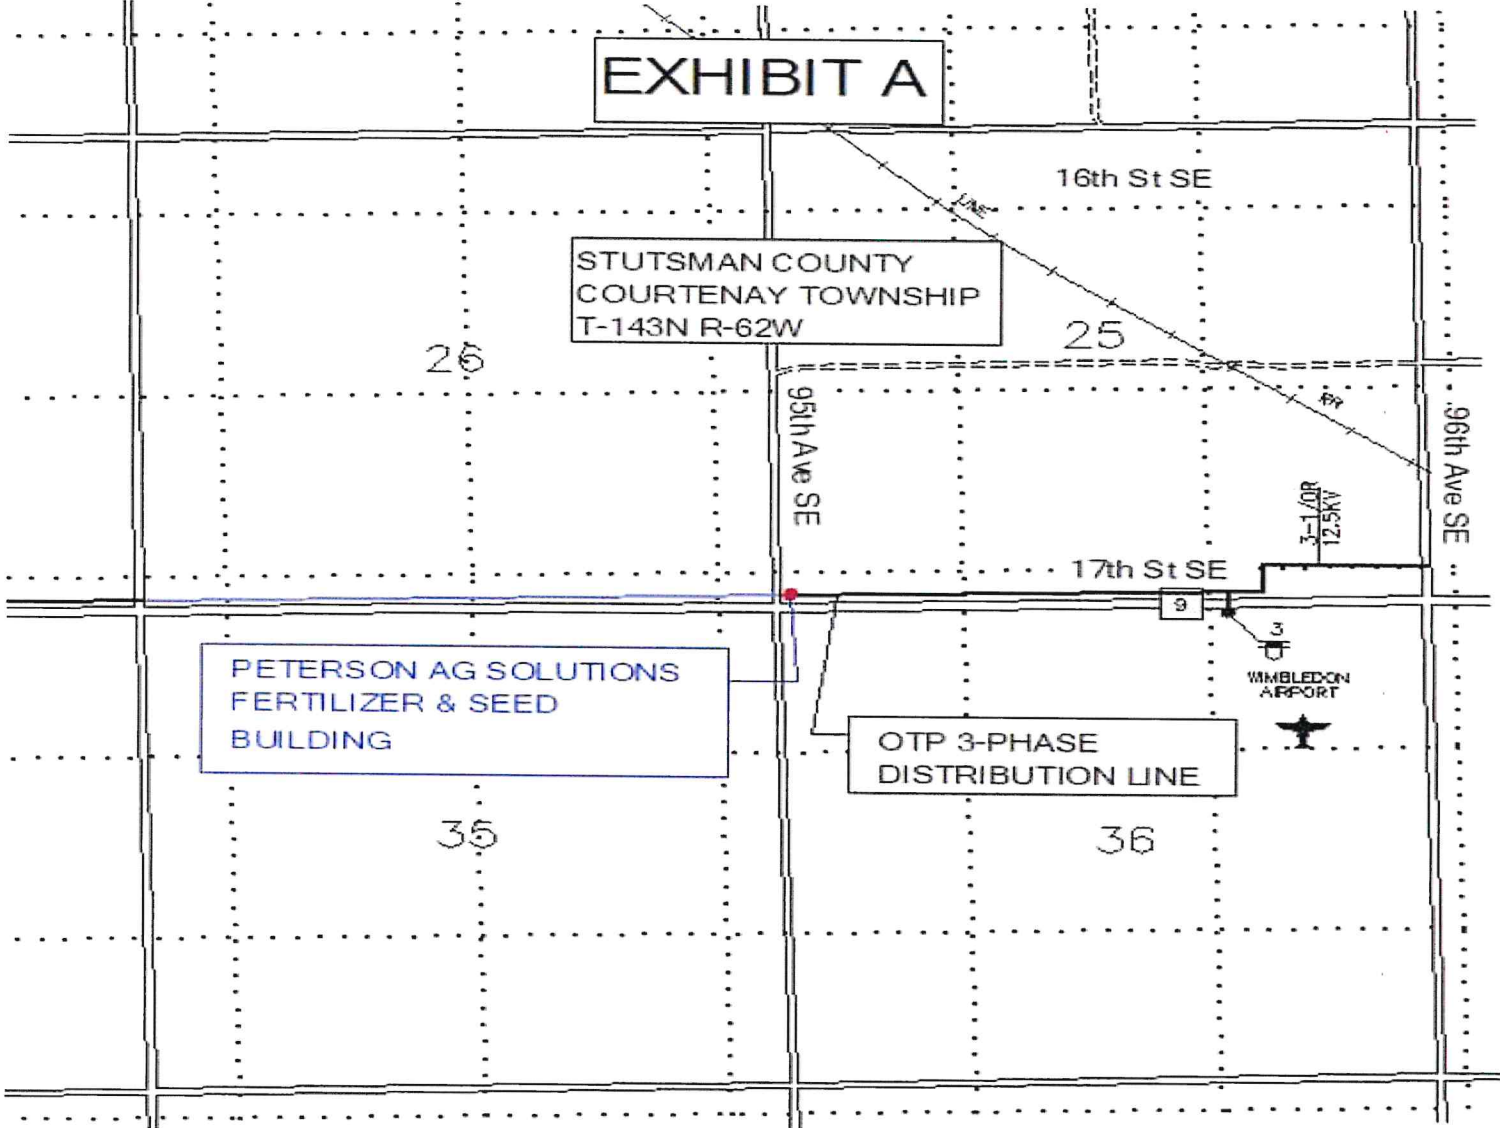 EXHIBIT A
16th St SE
LINE
STUTSMAN COUNTY
COURTENAY TOWNSHIP
T-143N R-62W
26
25
95th Ave SE
RR
96th Ave SE
3-1/0R
12.5KV
17th St SE
9
3
WIMBLEDON
AIRPORT
PETERSON AG SOLUTIONS
FERTILIZER & SEED
BUILDING
OTP 3-PHASE
DISTRIBUTION LINE
35
36